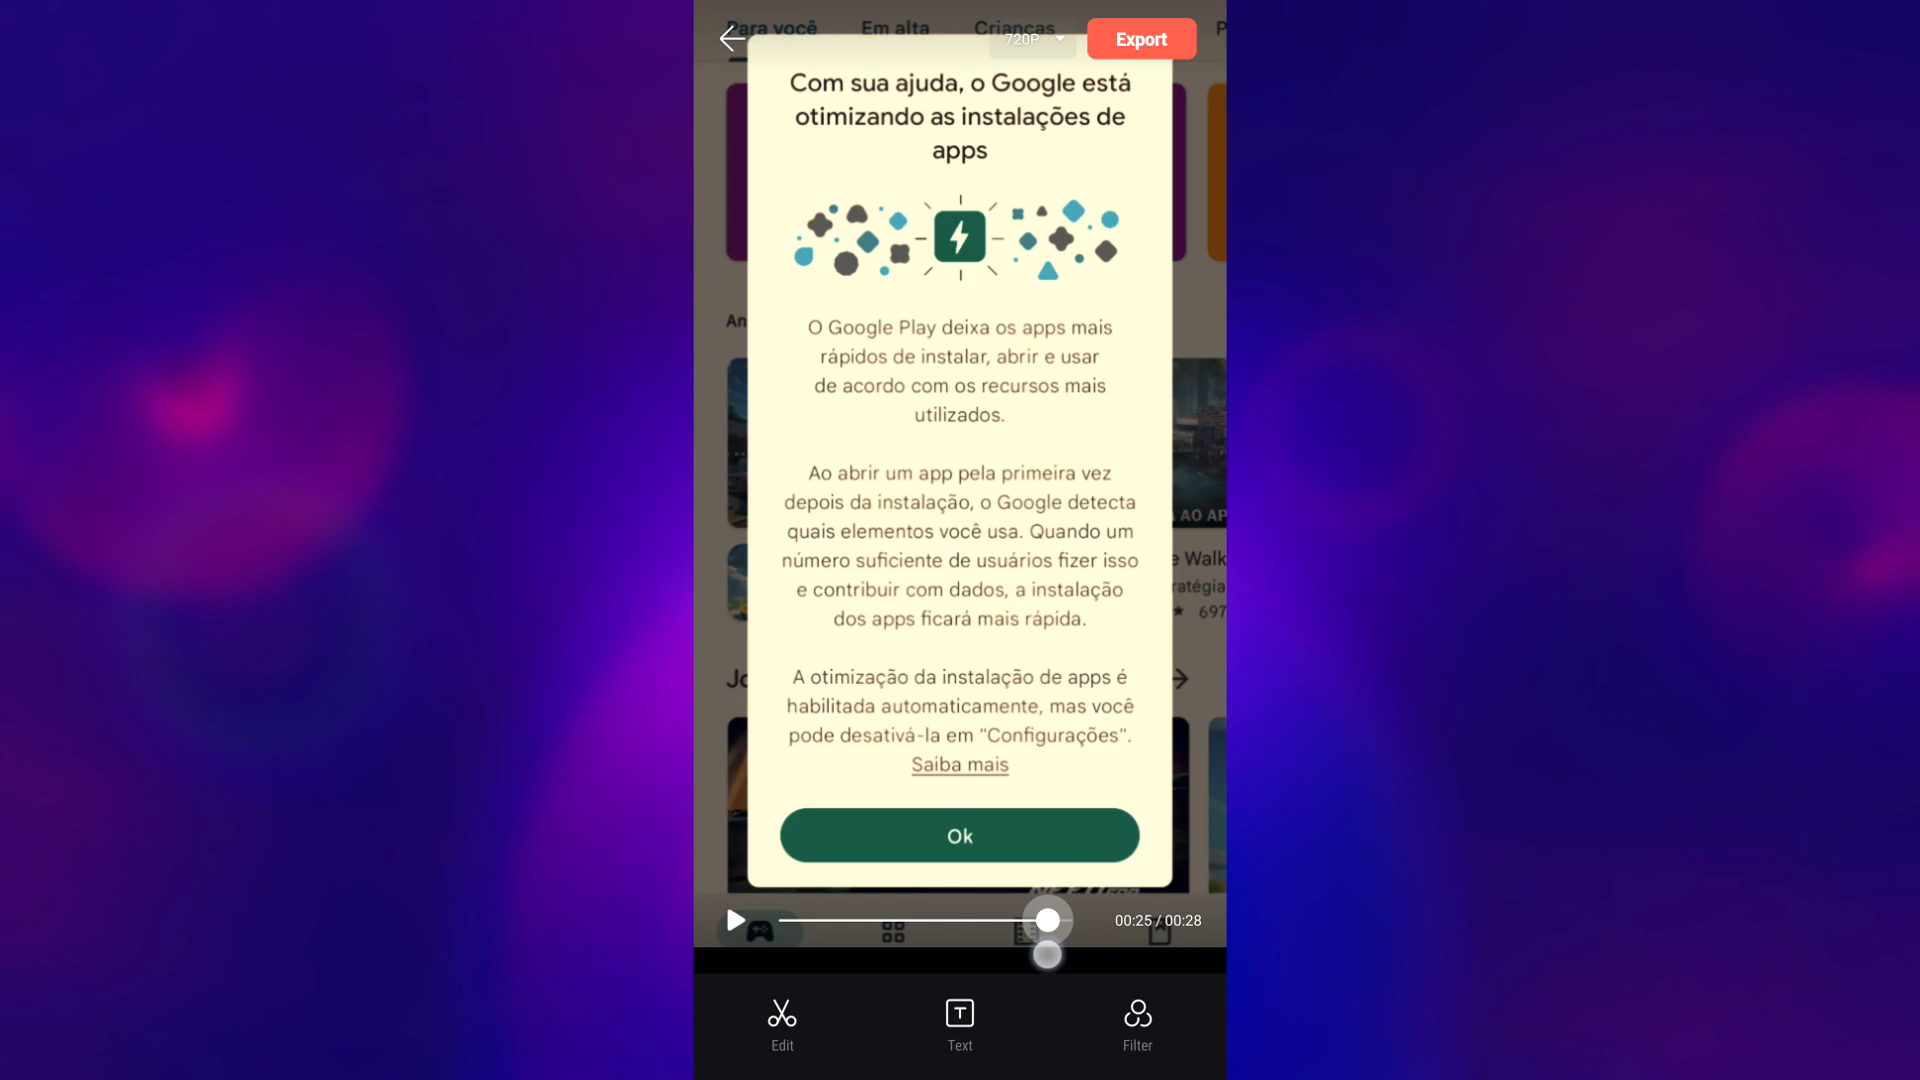 Para você Em alta Crianças P
720P Export
Com sua ajuda, o Google está
otimizando as instalações de
apps
An
O Google Play deixa os apps mais
rápidos de instalar, abrir e usar
de acordo com os recursos mais
utilizados.
Ao abrir um app pela primeira vez
depois da instalação, o Google detecta
quais elementos você usa. Quando um
número suficiente de usuários fizer isso
e contribuir com dados, a instalação
dos apps ficará mais rápida.
AO AP
e Walk
ratégia
697
A otimização da instalação de apps é
habilitada automaticamente, mas você
pode desativá-la em "Configurações".
Saiba mais
Jo
Ok
00:25 / 00:28
Edit Text Filter